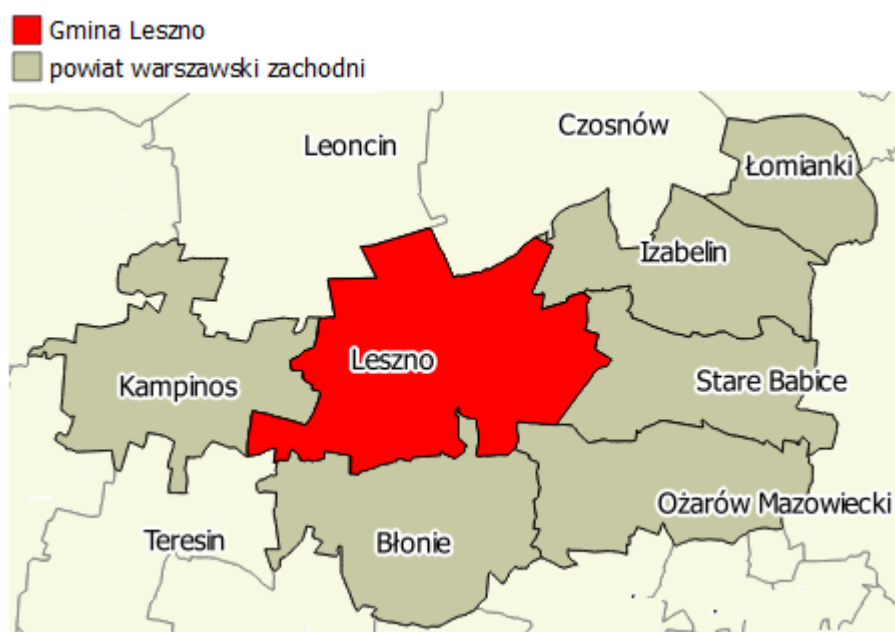 Gmina Leszno
powiat warszawski zachodni
Czosnów
Leoncin
Łomianki
Izabelin
Leszno
Kampinos
Stare Babice
Ożarów Mazowiecki
Teresin
Błonie